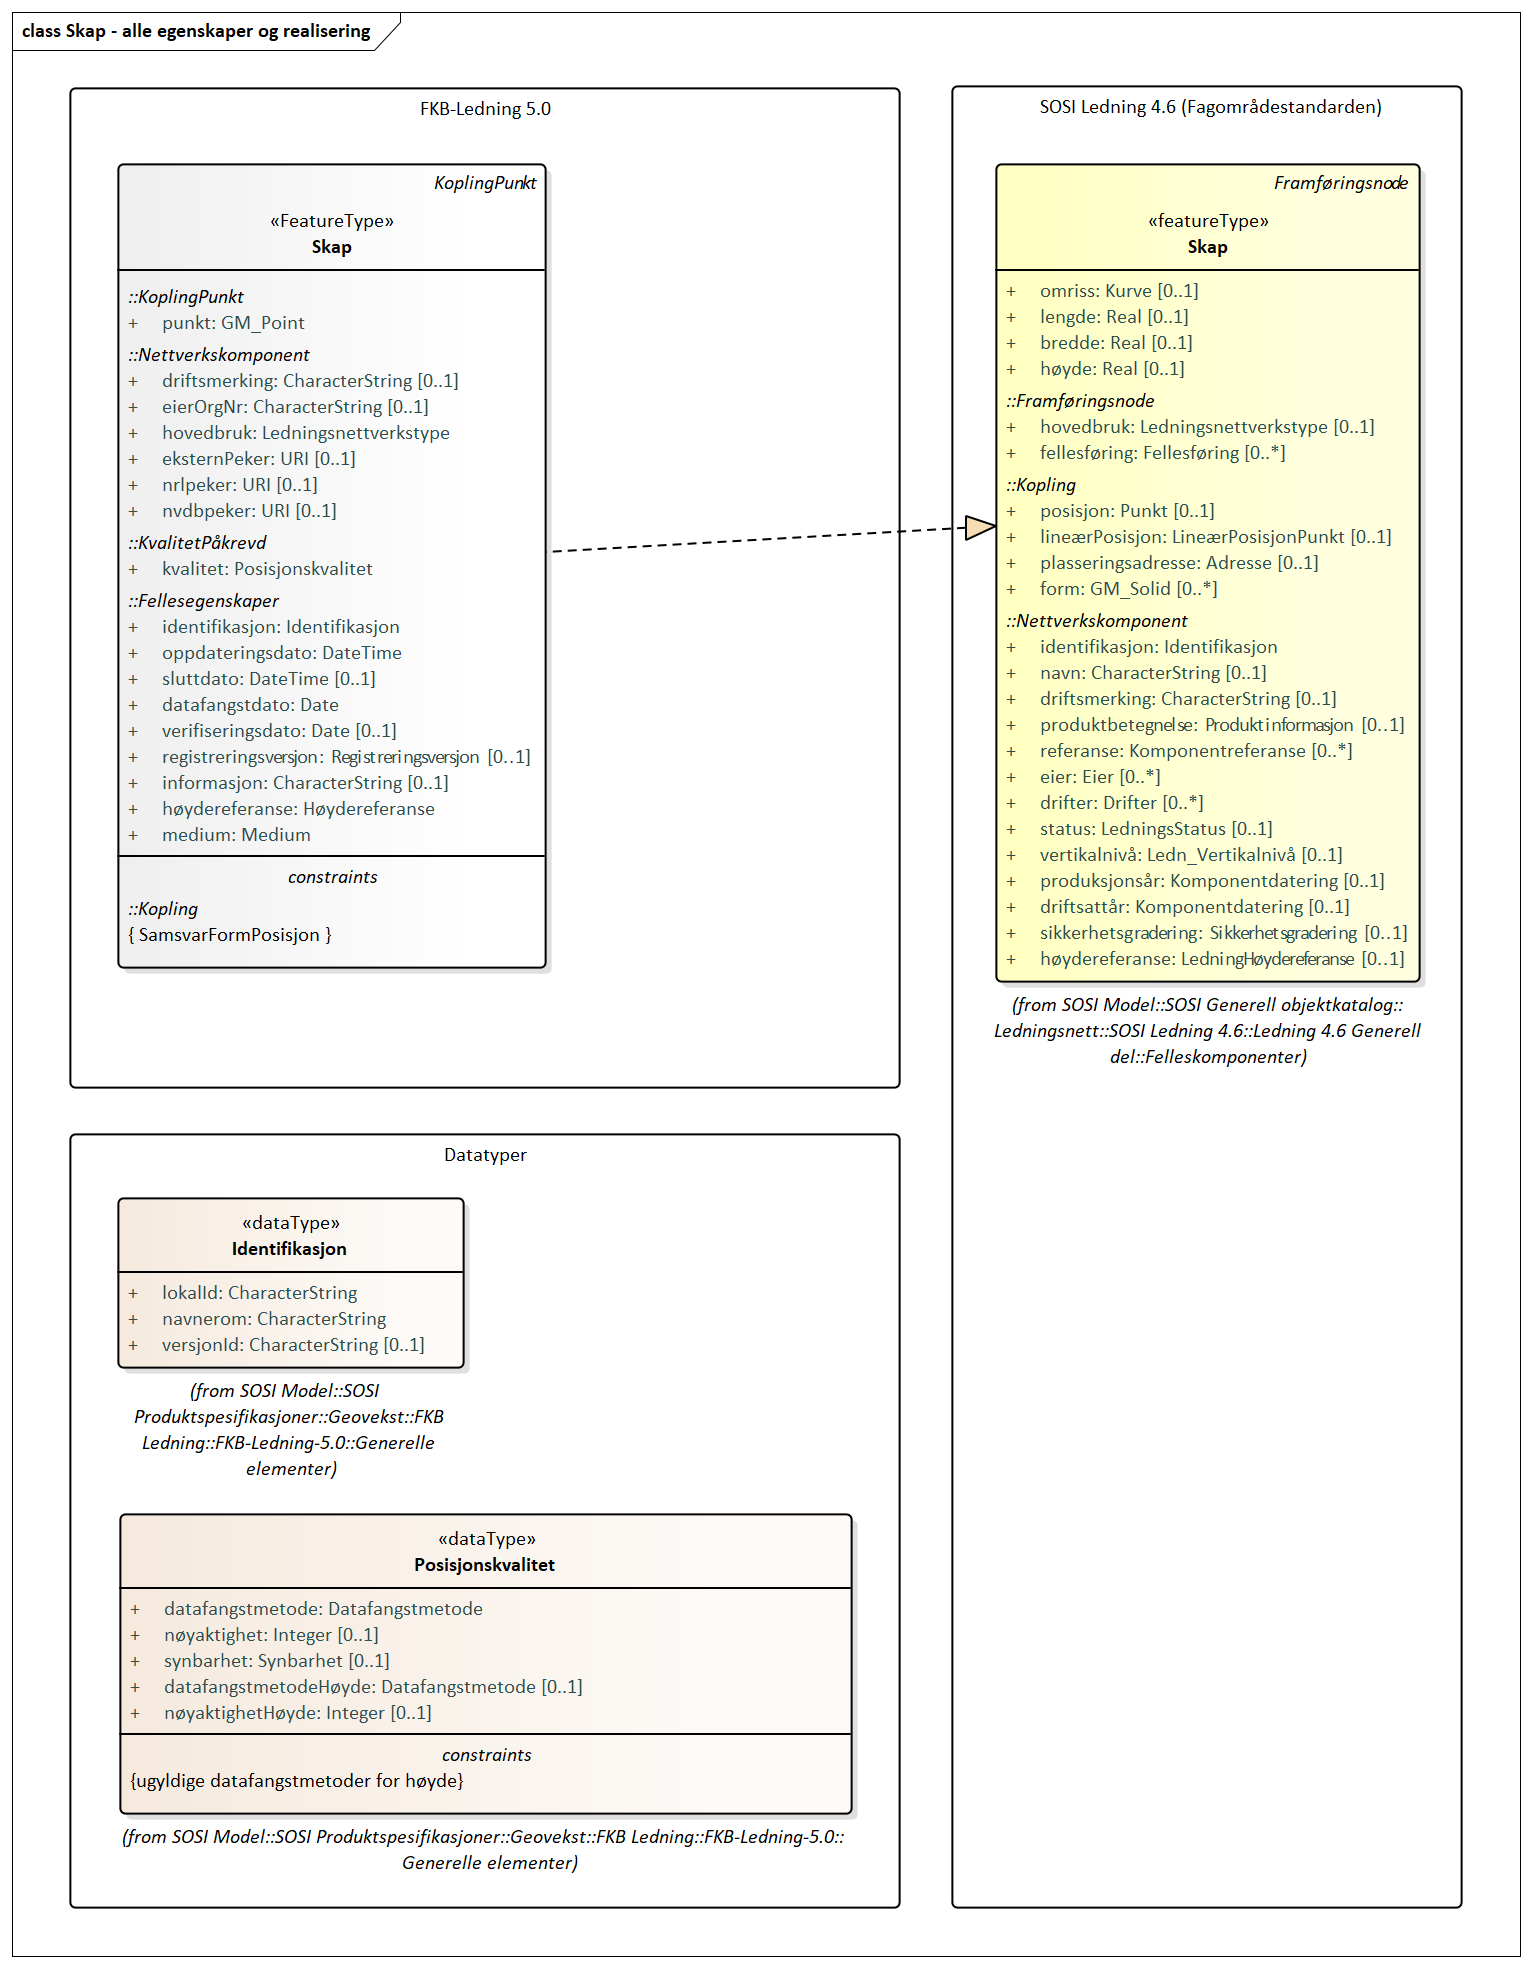 class Skap - alle egenskaper og realisering
FKB-Ledning 5.0
KoplingPunkt
«FeatureType»
Skap
::KoplingPunkt
+ punkt: GM_Point
::Nettverkskomponent
+ driftsmerking: CharacterString [0..1]
+ eierOrgNr: CharacterString [0..1]
+ hovedbruk: Ledningsnettverkstype
+ eksternPeker: URI [0..1]
+ nrlpeker: URI [0..1]
+ nvdbpeker: URI [0..1]
::KvalitetPåkrevd
+ kvalitet: Posisjonskvalitet
::Fellesegenskaper
+ identifikasjon: Identifikasjon
+ oppdateringsdato: DateTime
+ sluttdato: DateTime [0..1]
+ datafangstdato: Date
+ verifiseringsdato: Date [0..1]
+ registreringsversjon: Registreringsversjon [0..1]
+ informasjon: CharacterString [0..1]
+ høydereferanse: Høydereferanse
+ medium: Medium
constraints
::Kopling
{ SamsvarFormPosisjon }
SOSI Ledning 4.6 (Fagområdestandarden)
Framføringsnode
«featureType»
Skap
+ omriss: Kurve [0..1]
+ lengde: Real [0..1]
+ bredde: Real [0..1]
+ høyde: Real [0..1]
::Framføringsnode
+ hovedbruk: Ledningsnettverkstype [0..1]
+ fellesføring: Fellesføring [0..*]
::Kopling
+ posisjon: Punkt [0..1]
+ lineærPosisjon: LineærPosisjonPunkt [0..1]
+ plasseringsadresse: Adresse [0..1]
+ form: GM_Solid [0..*]
::Nettverkskomponent
+ identifikasjon: Identifikasjon
+ navn: CharacterString [0..1]
+ driftsmerking: CharacterString [0..1]
+ produktbetegnelse: Produktinformasjon [0..1]
+ referanse: Komponentreferanse [0..*]
+ eier: Eier [0..*]
+ drifter: Drifter [0..*]
+ status: LedningsStatus [0..1]
+ vertikalnivå: Ledn_Vertikalnivå [0..1]
+ produksjonsår: Komponentdatering [0..1]
+ driftsattår: Komponentdatering [0..1]
+ sikkerhetsgradering: Sikkerhetsgradering [0..1]
+ høydereferanse: LedningHøydereferanse [0..1]
(from SOSI Model::SOSI Generell objektkatalog::
Ledningsnett::SOSI Ledning 4.6::Ledning 4.6 Generell
del::Felleskomponenter)
Datatyper
«dataType»
Identifikasjon
+ lokalId: CharacterString
+ navnerom: CharacterString
+ versjonId: CharacterString [0..1]
(from SOSI Model::SOSI
Produktspesifikasjoner::Geovekst::FKB
Ledning::FKB-Ledning-5.0::Generelle
elementer)
«dataType»
Posisjonskvalitet
+ datafangstmetode: Datafangstmetode
+ nøyaktighet: Integer [0..1]
+ synbarhet: Synbarhet [0..1]
+ datafangstmetodeHøyde: Datafangstmetode [0..1]
+ nøyaktighetHøyde: Integer [0..1]
constraints
{ugyldige datafangstmetoder for høyde}
(from SOSI Model::SOSI Produktspesifikasjoner::Geovekst::FKB Ledning::FKB-Ledning-5.0::
Generelle elementer)